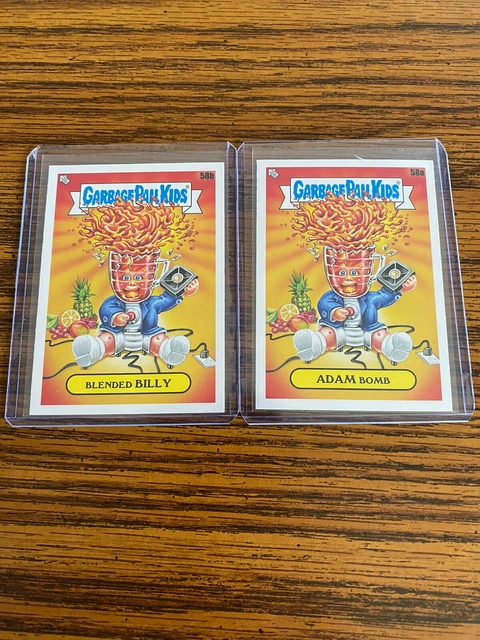 58b
GARBAGE PAIL KIDS
BLENDED BILLY
58a
GARBAGE PAIL KIDS
ADAM BOMB